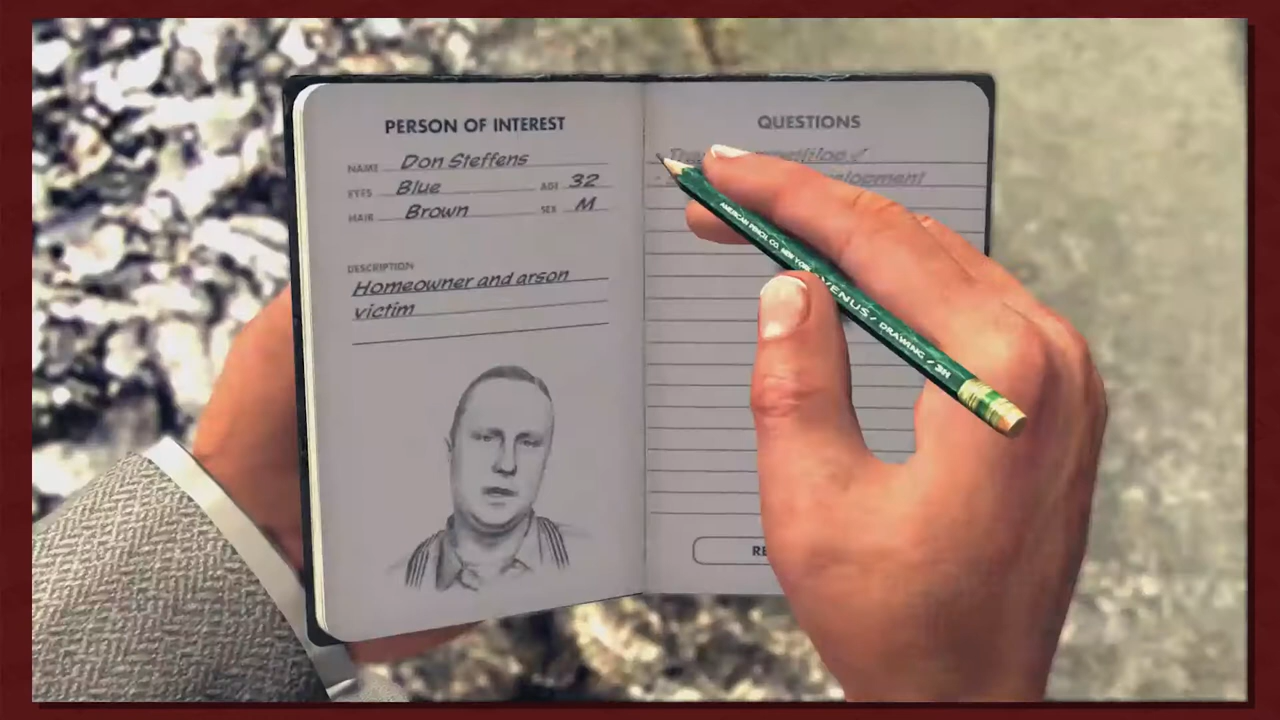 PERSON OF INTEREST
NAME Don Steffens
EYES Blue AGE 32
HAIR Brown SEX M
DESCRIPTION
Homeowner and arson
victim
QUESTIONS
AMERICAN PENCIL CO. NEW YORK VENUS / DRAWING / 3H